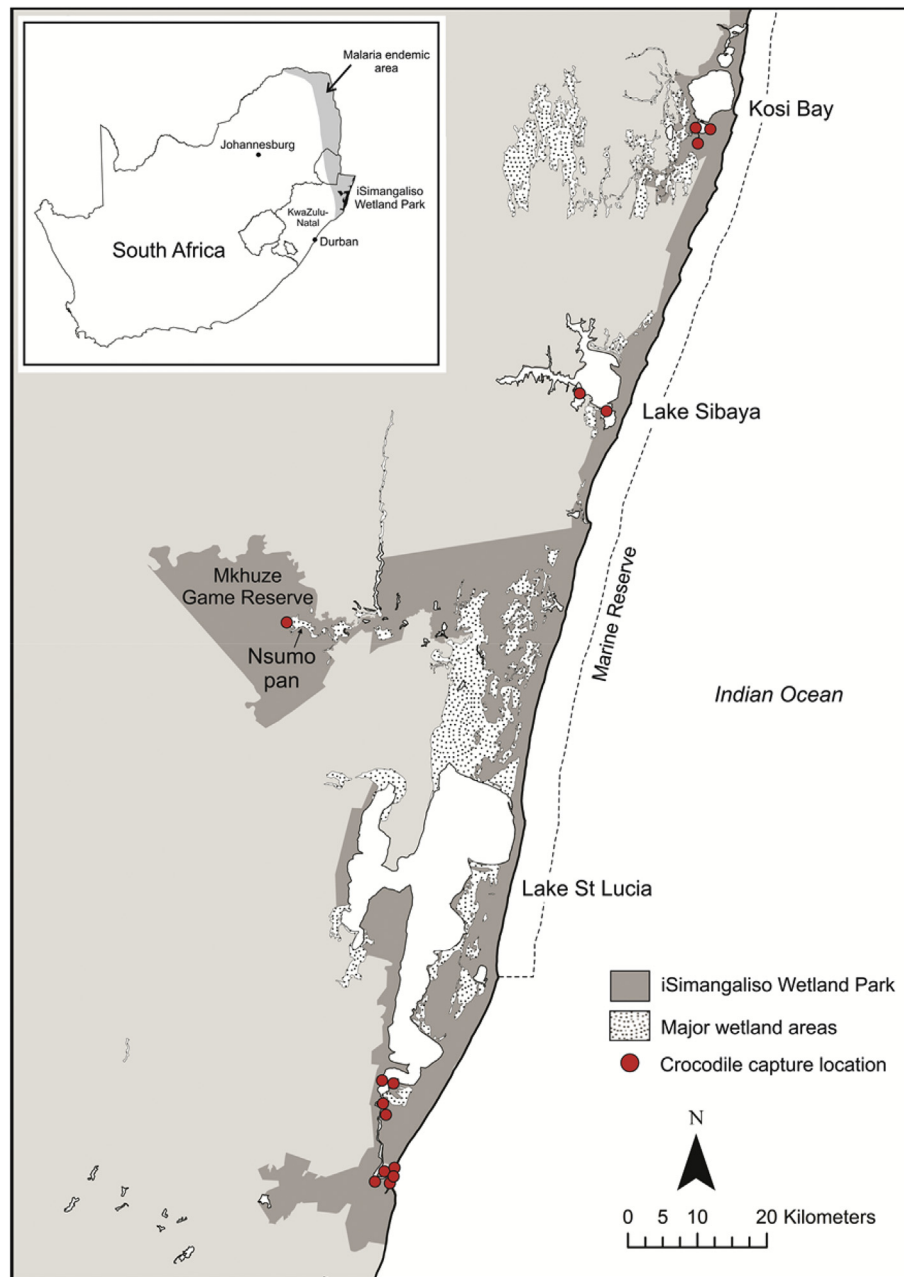 Malaria endemic
area
Johannesburg
iSimangaliso
Wetland Park
KwaZulu-
Natal
Durban
South Africa
Kosi Bay
Lake Sibaya
Mkhuze
Game Reserve
Nsumo
pan
Marine Reserve
Indian Ocean
Lake St Lucia
iSimangaliso Wetland Park
Major wetland areas
Crocodile capture location
N
0 5 10 20 Kilometers